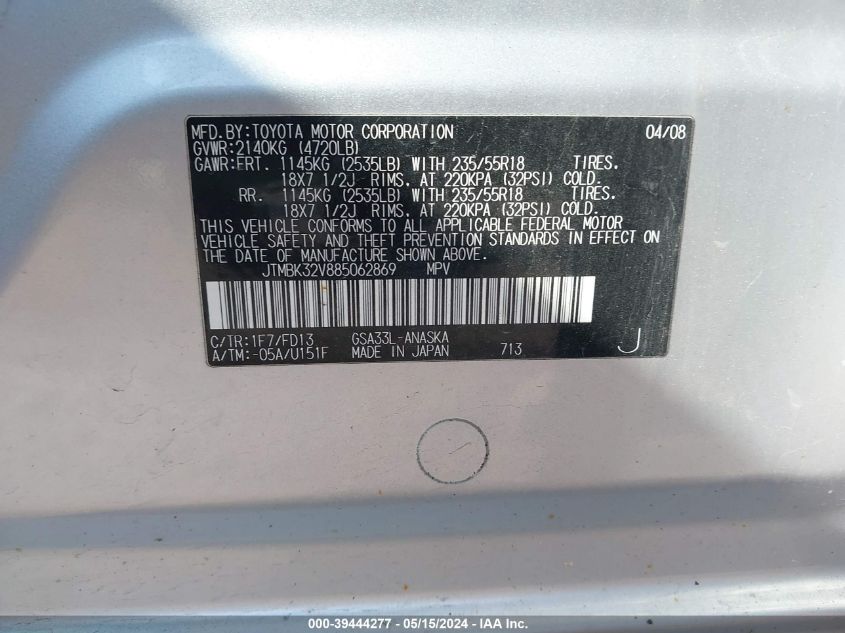 MFD. BY: TOYOTA MOTOR CORPORATION 04/08
GVWR: 2140KG (4720LB)
GAWR: FRT. 1145KG (2535LB) WITH 235/55R18 TIRES.
18X7 1/2J RIMS. AT 220KPA (32PSI) COLD.
RR. 1145KG (2535LB) WITH 235/55R18 TIRES.
18X7 1/2J RIMS. AT 220KPA (32PSI) COLD.
THIS VEHICLE CONFORMS TO ALL APPLICABLE FEDERAL MOTOR
VEHICLE SAFETY AND THEFT PREVENTION STANDARDS IN EFFECT ON
THE DATE OF MANUFACTURE SHOWN ABOVE.
JTMBK32V885062869 MPV
C/TR: 1F7/FD13 GSA33L-ANASKA
A/TM: -05A/U151F MADE IN JAPAN 713 J
000-39444277 - 05/15/2024 - IAA Inc.